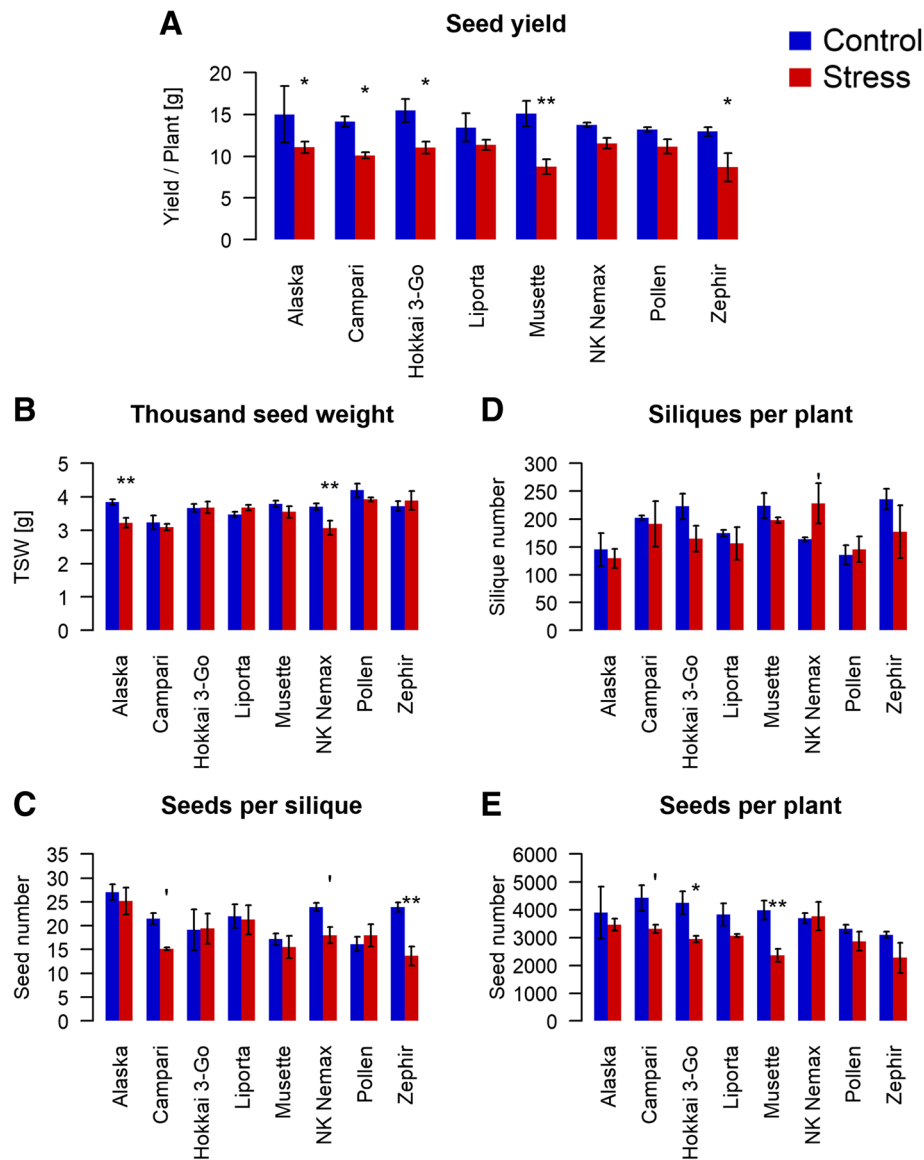 A
Seed yield
Control
Stress
Yield / Plant [g]
20
15
10
5
0
* * * ** *
Alaska
Campari
Hokkai 3-Go
Liporta
Musette
NK Nemax
Pollen
Zephir
B
Thousand seed weight
TSW [g]
5
4
3
2
1
0
** **
Alaska
Campari
Hokkai 3-Go
Liporta
Musette
NK Nemax
Pollen
Zephir
D
Siliques per plant
Silique number
300
250
200
150
100
50
0
'
Alaska
Campari
Hokkai 3-Go
Liporta
Musette
NK Nemax
Pollen
Zephir
C
Seeds per silique
Seed number
35
30
25
20
15
10
5
0
' ' **
Alaska
Campari
Hokkai 3-Go
Liporta
Musette
NK Nemax
Pollen
Zephir
E
Seeds per plant
Seed number
6000
5000
4000
3000
2000
1000
0
' * **
Alaska
Campari
Hokkai 3-Go
Liporta
Musette
NK Nemax
Pollen
Zephir